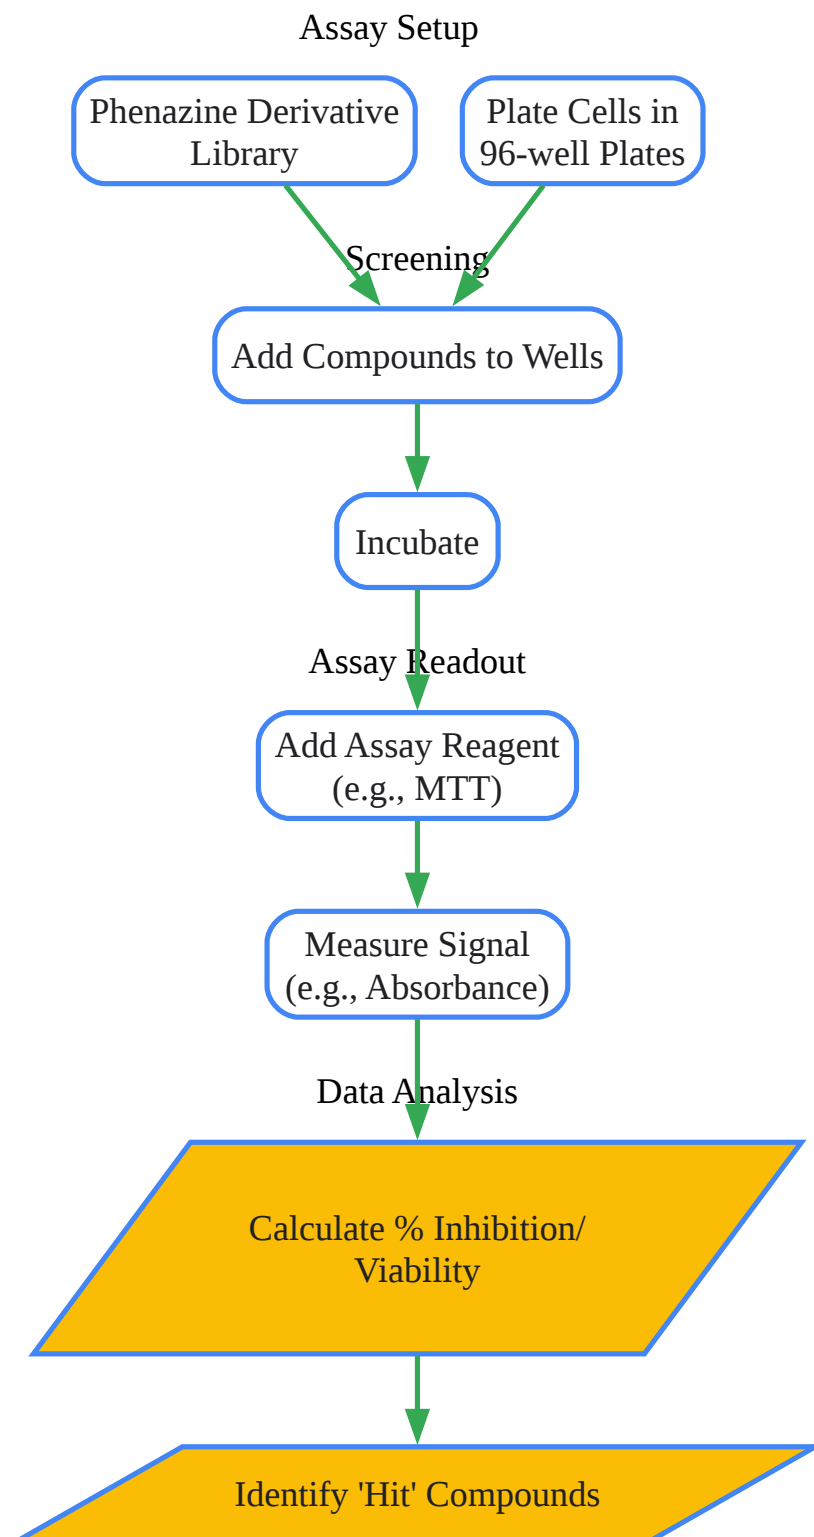 Assay Setup
Phenazine Derivative
Library
Plate Cells in
96-well Plates
Screening
Add Compounds to Wells
Incubate
Assay Readout
Add Assay Reagent
(e.g., MTT)
Measure Signal
(e.g., Absorbance)
Data Analysis
Calculate % Inhibition/
Viability
Identify 'Hit' Compounds